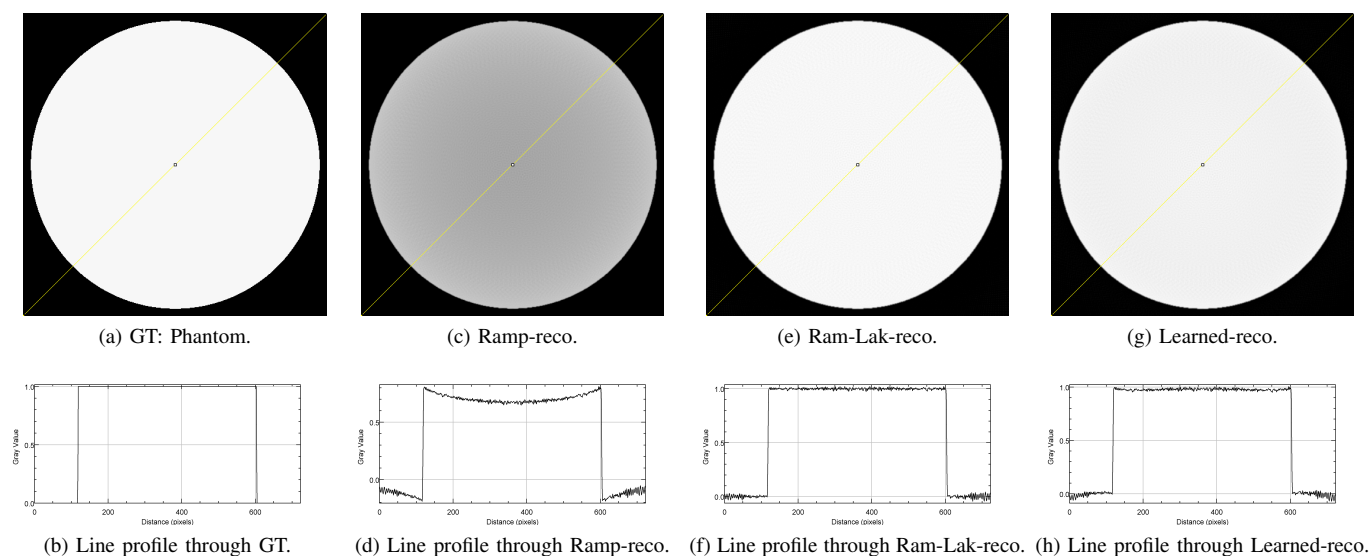 (a) GT: Phantom.
(c) Ramp-reco.
(e) Ram-Lak-reco.
(g) Learned-reco.
1.0
0.5
0.0
Gray Value
0 200 400 600
Distance (pixels)
0.5
0.0
Gray Value
0 200 400 600
Distance (pixels)
1.0
0.5
0.0
Gray Value
0 200 400 600
Distance (pixels)
1.0
0.5
0.0
Gray Value
0 200 400 600
Distance (pixels)
(b) Line profile through GT.
(d) Line profile through Ramp-reco.
(f) Line profile through Ram-Lak-reco.
(h) Line profile through Learned-reco.